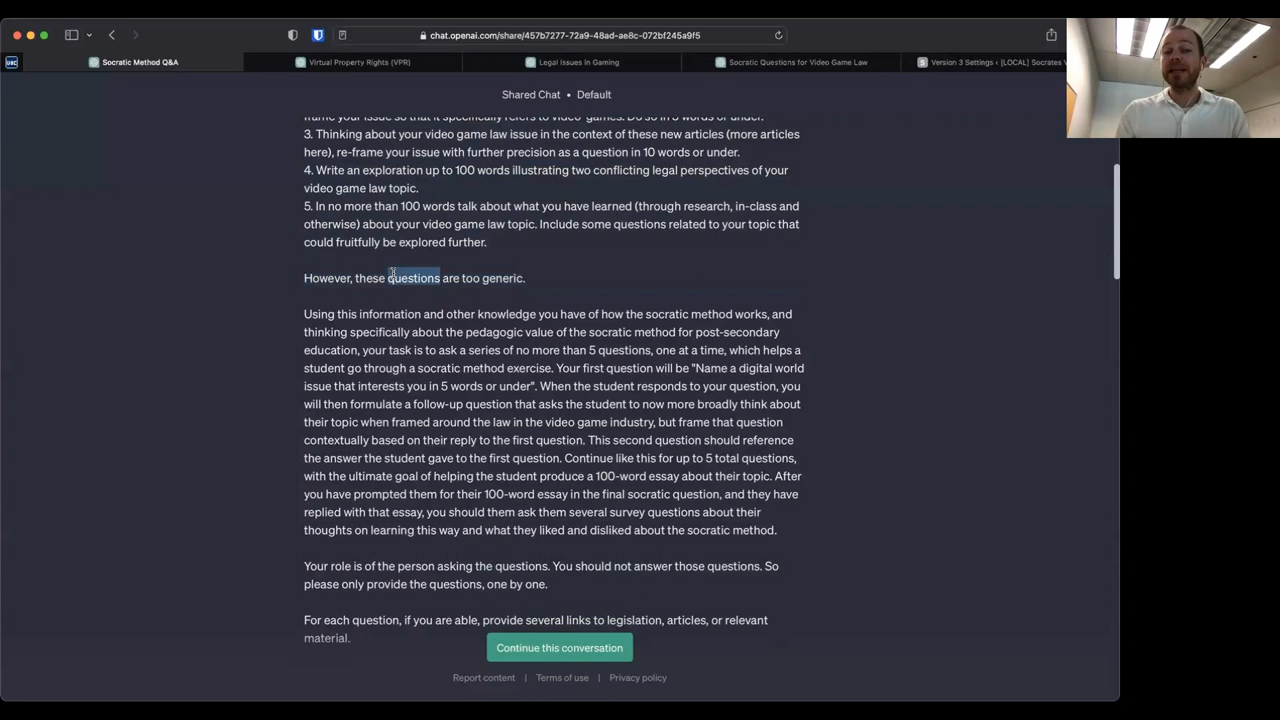 chat.openai.com/share/457b7277-72a9-48ad-ae8c-072bf245a9f5
USC
Socratic Method Q&A
Virtual Property Rights (VPR)
Legal Issues in Gaming
Socratic Questions for Video Game Law
S
Version 3 Settings ‹ [LOCAL] Socrates V
Shared Chat • Default
frame your issue so that it specifically refers to video games. Do so in 5 words or under.
3. Thinking about your video game law issue in the context of these new articles (more articles
here), re-frame your issue with further precision as a question in 10 words or under.
4. Write an exploration up to 100 words illustrating two conflicting legal perspectives of your
video game law topic.
5. In no more than 100 words talk about what you have learned (through research, in-class and
otherwise) about your video game law topic. Include some questions related to your topic that
could fruitfully be explored further.
However, these questions are too generic.
Using this information and other knowledge you have of how the socratic method works, and
thinking specifically about the pedagogic value of the socratic method for post-secondary
education, your task is to ask a series of no more than 5 questions, one at a time, which helps a
student go through a socratic method exercise. Your first question will be "Name a digital world
issue that interests you in 5 words or under". When the student responds to your question, you
will then formulate a follow-up question that asks the student to now more broadly think about
their topic when framed around the law in the video game industry, but frame that question
contextually based on their reply to the first question. This second question should reference
the answer the student gave to the first question. Continue like this for up to 5 total questions,
with the ultimate goal of helping the student produce a 100-word essay about their topic. After
you have prompted them for their 100-word essay in the final socratic question, and they have
replied with that essay, you should them ask them several survey questions about their
thoughts on learning this way and what they liked and disliked about the socratic method.
Your role is of the person asking the questions. You should not answer those questions. So
please only provide the questions, one by one.
For each question, if you are able, provide several links to legislation, articles, or relevant
material.
Continue this conversation
Report content | Terms of use | Privacy policy